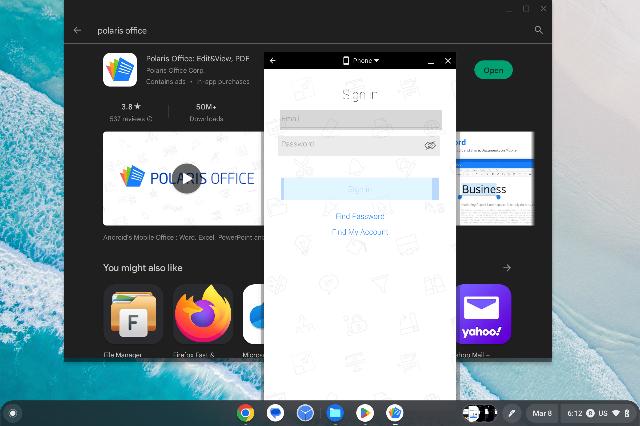 polaris office
Polaris Office: Edit&View, PDF
Polaris Office Corp.
Contains ads • In-app purchases
Open
3.8★
537 reviews
50M+
Downloads
POLARIS OFFICE
Android's Mobile Office : Word, Excel, PowerPoint and
You might also like
F
File Manager
Firefox Fast &
Micros
yahoo!
ahoo Mail –
ord
Business
Phone
Sign in
Email
Password
Sign in
Find Password
Find My Account
Mar 8
6:12
US